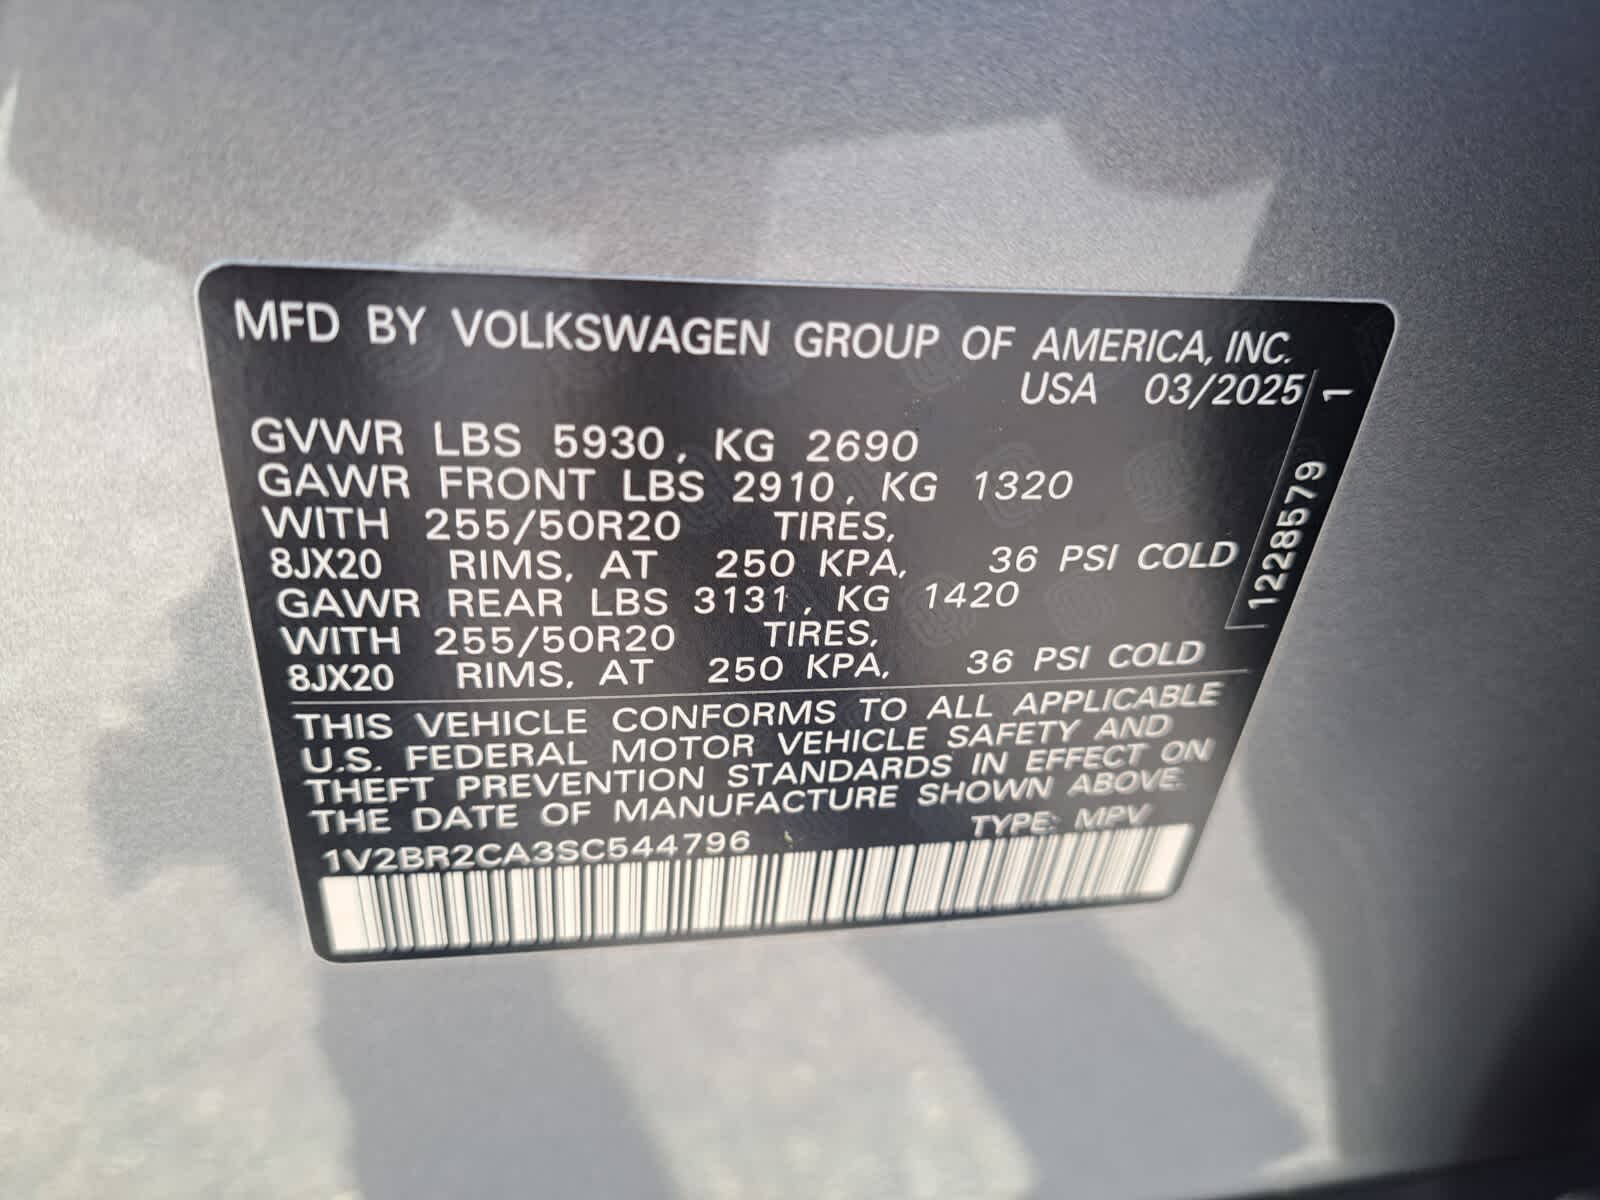 MFD BY VOLKSWAGEN GROUP OF AMERICA, INC.
USA 03/2025
GVWR LBS 5930, KG 2690
GAWR FRONT LBS 2910, KG 1320
WITH 255/50R20 TIRES,
8JX20 RIMS, AT 250 KPA, 36 PSI COLD
GAWR REAR LBS 3131, KG 1420
WITH 255/50R20 TIRES,
8JX20 RIMS, AT 250 KPA, 36 PSI COLD
THIS VEHICLE CONFORMS TO ALL APPLICABLE
U.S. FEDERAL MOTOR VEHICLE SAFETY AND
THEFT PREVENTION STANDARDS IN EFFECT ON
THE DATE OF MANUFACTURE SHOWN ABOVE.
1V2BR2CA3SC544796 TYPE: MPV
1228579 1